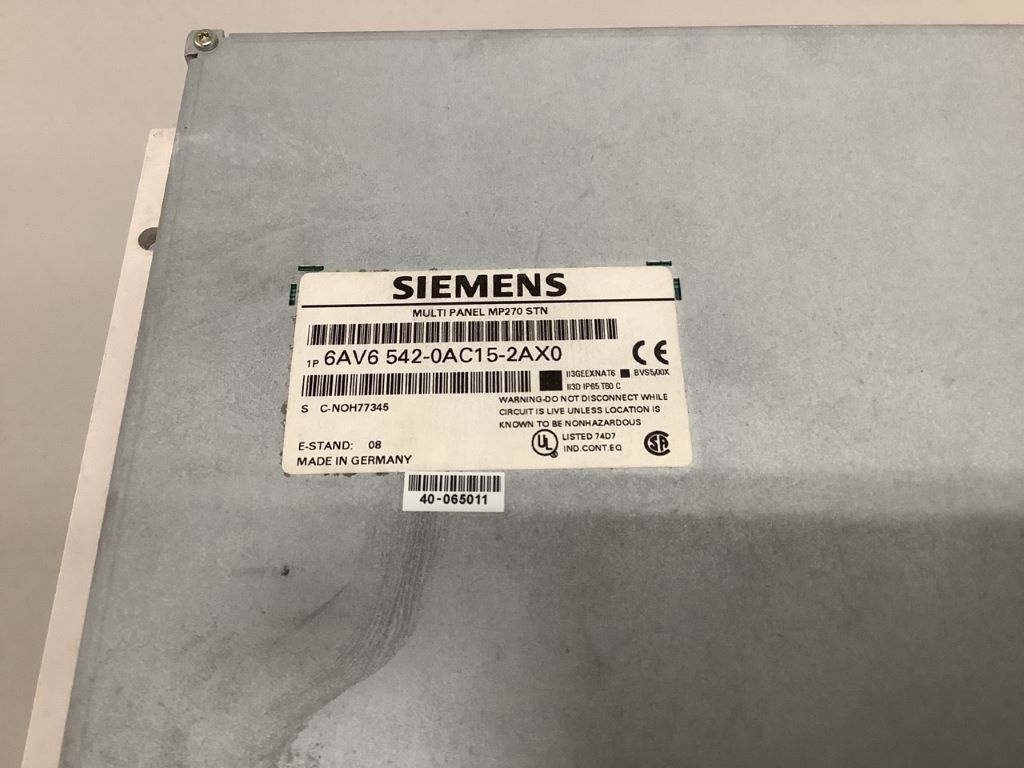 SIEMENS
MULTI PANEL MP270 STN
1P 6AV6 542-0AC15-2AX0
II3GEEXNAT6 BVS5,00X
II3D IP65 T80 C
S C-NOH77345
WARNING-DO NOT DISCONNECT WHILE
CIRCUIT IS LIVE UNLESS LOCATION IS
KNOWN TO BE NONHAZARDOUS
E-STAND: 08
MADE IN GERMANY
UL LISTED 74D7
IND.CONT.EQ
SA
40-065011